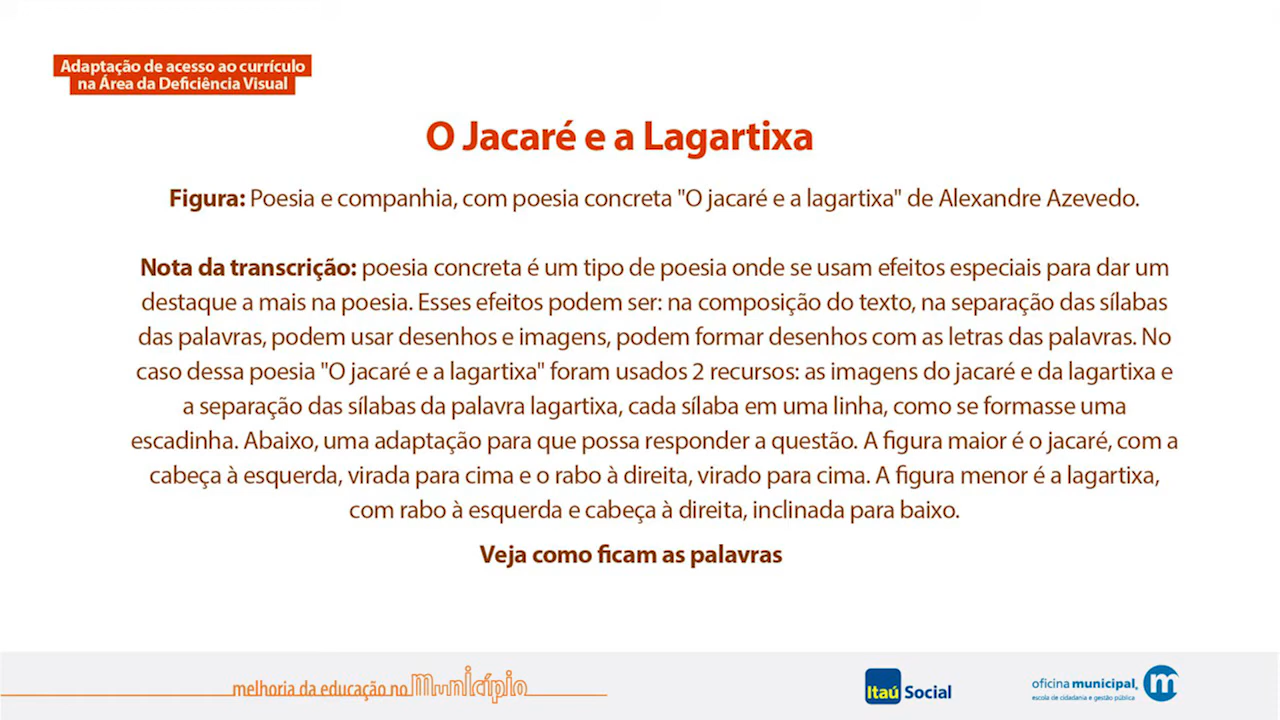 Adaptação de acesso ao currículo
na Área da Deficiência Visual
O Jacaré e a Lagartixa
Figura: Poesia e companhia, com poesia concreta "O jacaré e a lagartixa" de Alexandre Azevedo.
Nota da transcrição: poesia concreta é um tipo de poesia onde se usam efeitos especiais para dar um
destaque a mais na poesia. Esses efeitos podem ser: na composição do texto, na separação das sílabas
das palavras, podem usar desenhos e imagens, podem formar desenhos com as letras das palavras. No
caso dessa poesia "O jacaré e a lagartixa" foram usados 2 recursos: as imagens do jacaré e da lagartixa e
a separação das sílabas da palavra lagartixa, cada sílaba em uma linha, como se formasse uma
escadinha. Abaixo, uma adaptação para que possa responder a questão. A figura maior é o jacaré, com a
cabeça à esquerda, virada para cima e o rabo à direita, virado para cima. A figura menor é a lagartixa,
com rabo à esquerda e cabeça à direita, inclinada para baixo.
Veja como ficam as palavras
melhoria da educação no município
Itaú Social
oficina municipal, m
escola de cidadania e gestão pública